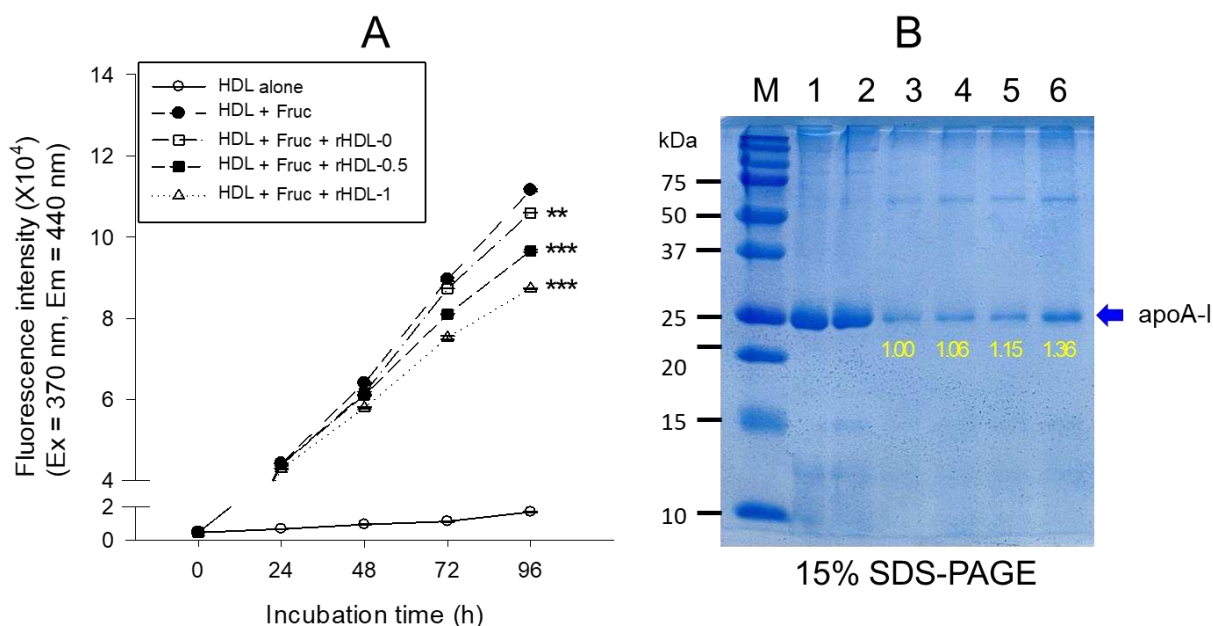 A
14
12
10
8
6
4
2
0
0 24 48 72 96
Incubation time (h)
Fluorescence intensity (X10⁴)
(Ex = 370 nm, Em = 440 nm)
HDL alone
HDL + Fruc
HDL + Fruc + rHDL-0
HDL + Fruc + rHDL-0.5
HDL + Fruc + rHDL-1
**
***
***
B
M 1 2 3 4 5 6
kDa
75
50
37
25
20
15
10
apoA-I
1.00 1.06 1.15 1.36
15% SDS-PAGE